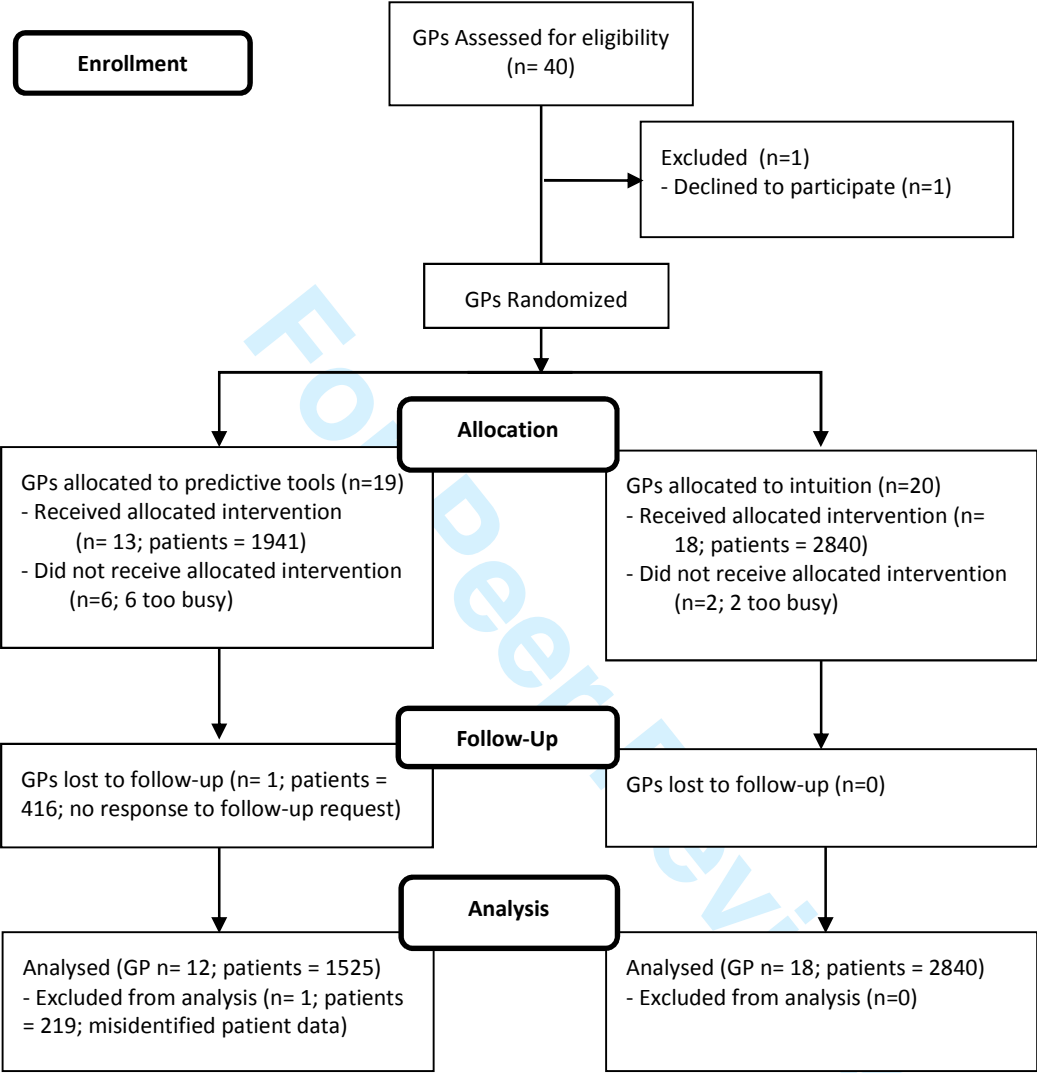 Enrollment
GPs Assessed for eligibility
(n= 40)
Excluded  (n=1)
- Declined to participate (n=1)
GPs Randomized
Allocation
GPs allocated to predictive tools (n=19)
- Received allocated intervention
(n= 13; patients = 1941)
- Did not receive allocated intervention
(n=6; 6 too busy)
GPs allocated to intuition (n=20)
- Received allocated intervention (n=
18; patients = 2840)
- Did not receive allocated intervention
(n=2; 2 too busy)
Follow-Up
GPs lost to follow-up (n= 1; patients =
416; no response to follow-up request)
GPs lost to follow-up (n=0)
Analysis
Analysed (GP n= 12; patients = 1525)
- Excluded from analysis (n= 1; patients
= 219; misidentified patient data)
Analysed (GP n= 18; patients = 2840)
- Excluded from analysis (n=0)
For Peer Revi